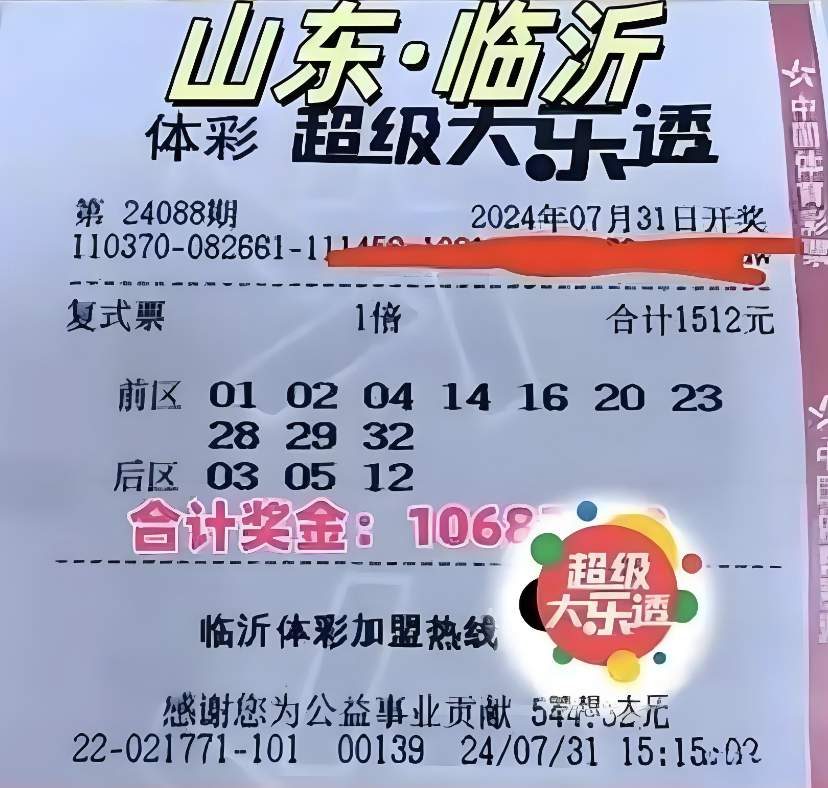 山东·临沂
体彩 超级大乐透
第 24088期
2024年07月31日开奖
110370-082661-111450-
复式票 1倍 合计1512元
前区 01 02 04 14 16 20 23
28 29 32
后区 03 05 12
合计奖金：1068
超级
大乐透
临沂体彩加盟热线
感谢您为公益事业贡献 544.32元
22-021771-101 00139 24/07/31 15:15:02